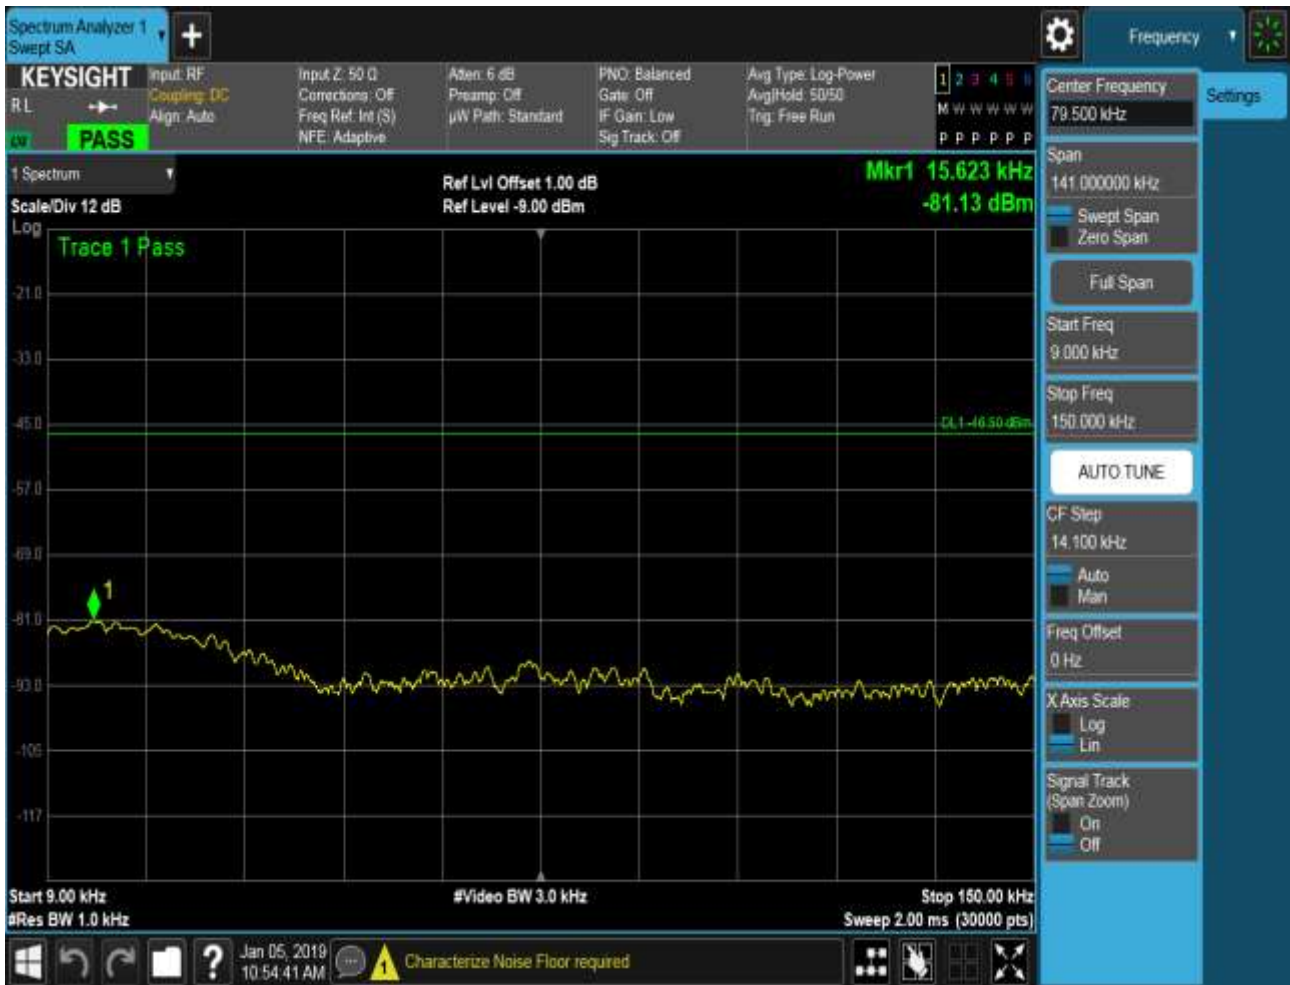 Spectrum Analyzer 1
Swept SA
Frequency
KEYSIGHT
R L
PASS
Input: RF
Coupling: DC
Align: Auto
Input Z: 50 Ω
Corrections: Off
Freq Ref: Int (S)
NFE: Adaptive
Atten: 6 dB
Preamp: Off
µW Path: Standard
PNO: Balanced
Gate: Off
IF Gain: Low
Sig Track: Off
Avg Type: Log-Power
Avg|Hold: 50/50
Trig: Free Run
1 2 3 4 5 6
M W W W W W
P P P P P P
1 Spectrum
Scale/Div 12 dB
Log
Ref Lvl Offset 1.00 dB
Ref Level -9.00 dBm
Mkr1 15.623 kHz
-81.13 dBm
Trace 1 Pass
-21.0
-33.0
-45.0
DL1 -46.50 dBm
-57.0
-69.0
1
-81.0
-93.0
-105
-117
Start 9.00 kHz
#Res BW 1.0 kHz
#Video BW 3.0 kHz
Stop 150.00 kHz
Sweep 2.00 ms (30000 pts)
Center Frequency
79.500 kHz
Settings
Span
141.000000 kHz
Swept Span
Zero Span
Full Span
Start Freq
9.000 kHz
Stop Freq
150.000 kHz
AUTO TUNE
CF Step
14.100 kHz
Auto
Man
Freq Offset
0 Hz
X Axis Scale
Log
Lin
Signal Track
(Span Zoom)
On
Off
?
Jan 05, 2019
10:54:41 AM
1
Characterize Noise Floor required